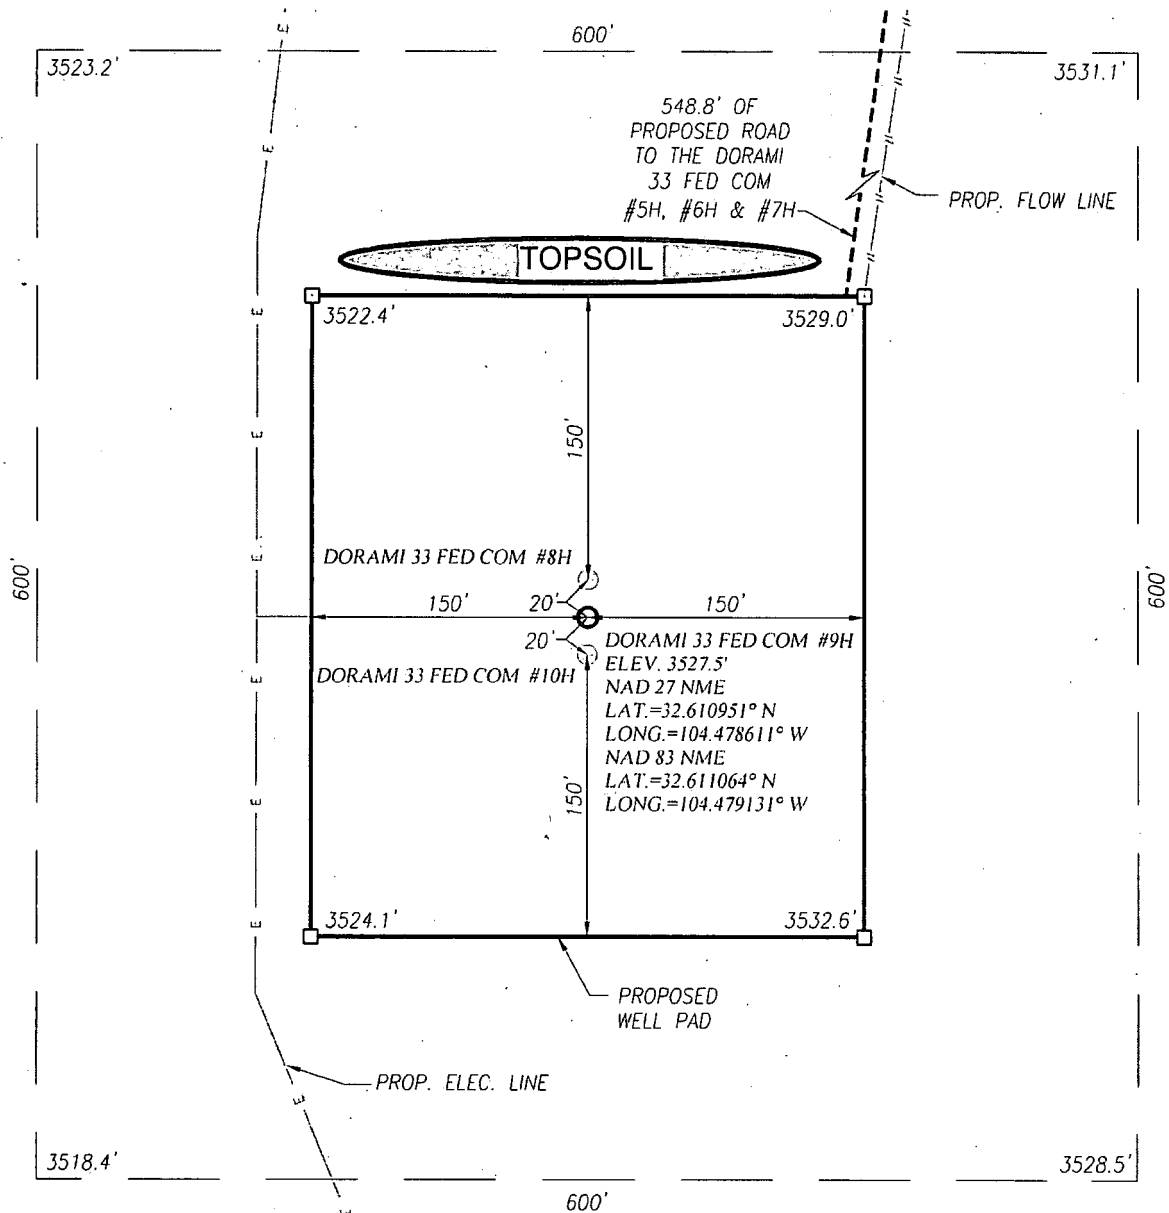 600'
3523.2'
3531.1'
548.8' OF
PROPOSED ROAD
TO THE DORAMI
33 FED COM
#5H, #6H & #7H
PROP. FLOW LINE
TOPSOIL
3522.4'
3529.0'
150'
DORAMI 33 FED COM #8H
600'
600'
150'
20'
150'
20'
DORAMI 33 FED COM #9H
DORAMI 33 FED COM #10H
ELEV. 3527.5'
NAD 27 NME
LAT.=32.610951° N
LONG.=104.478611° W
NAD 83 NME
LAT.=32.611064° N
LONG.=104.479131° W
150'
3524.1'
3532.6'
PROPOSED
WELL PAD
PROP. ELEC. LINE
3518.4'
3528.5'
600'
E
E
E
E
E
E
E
E
E
E
E